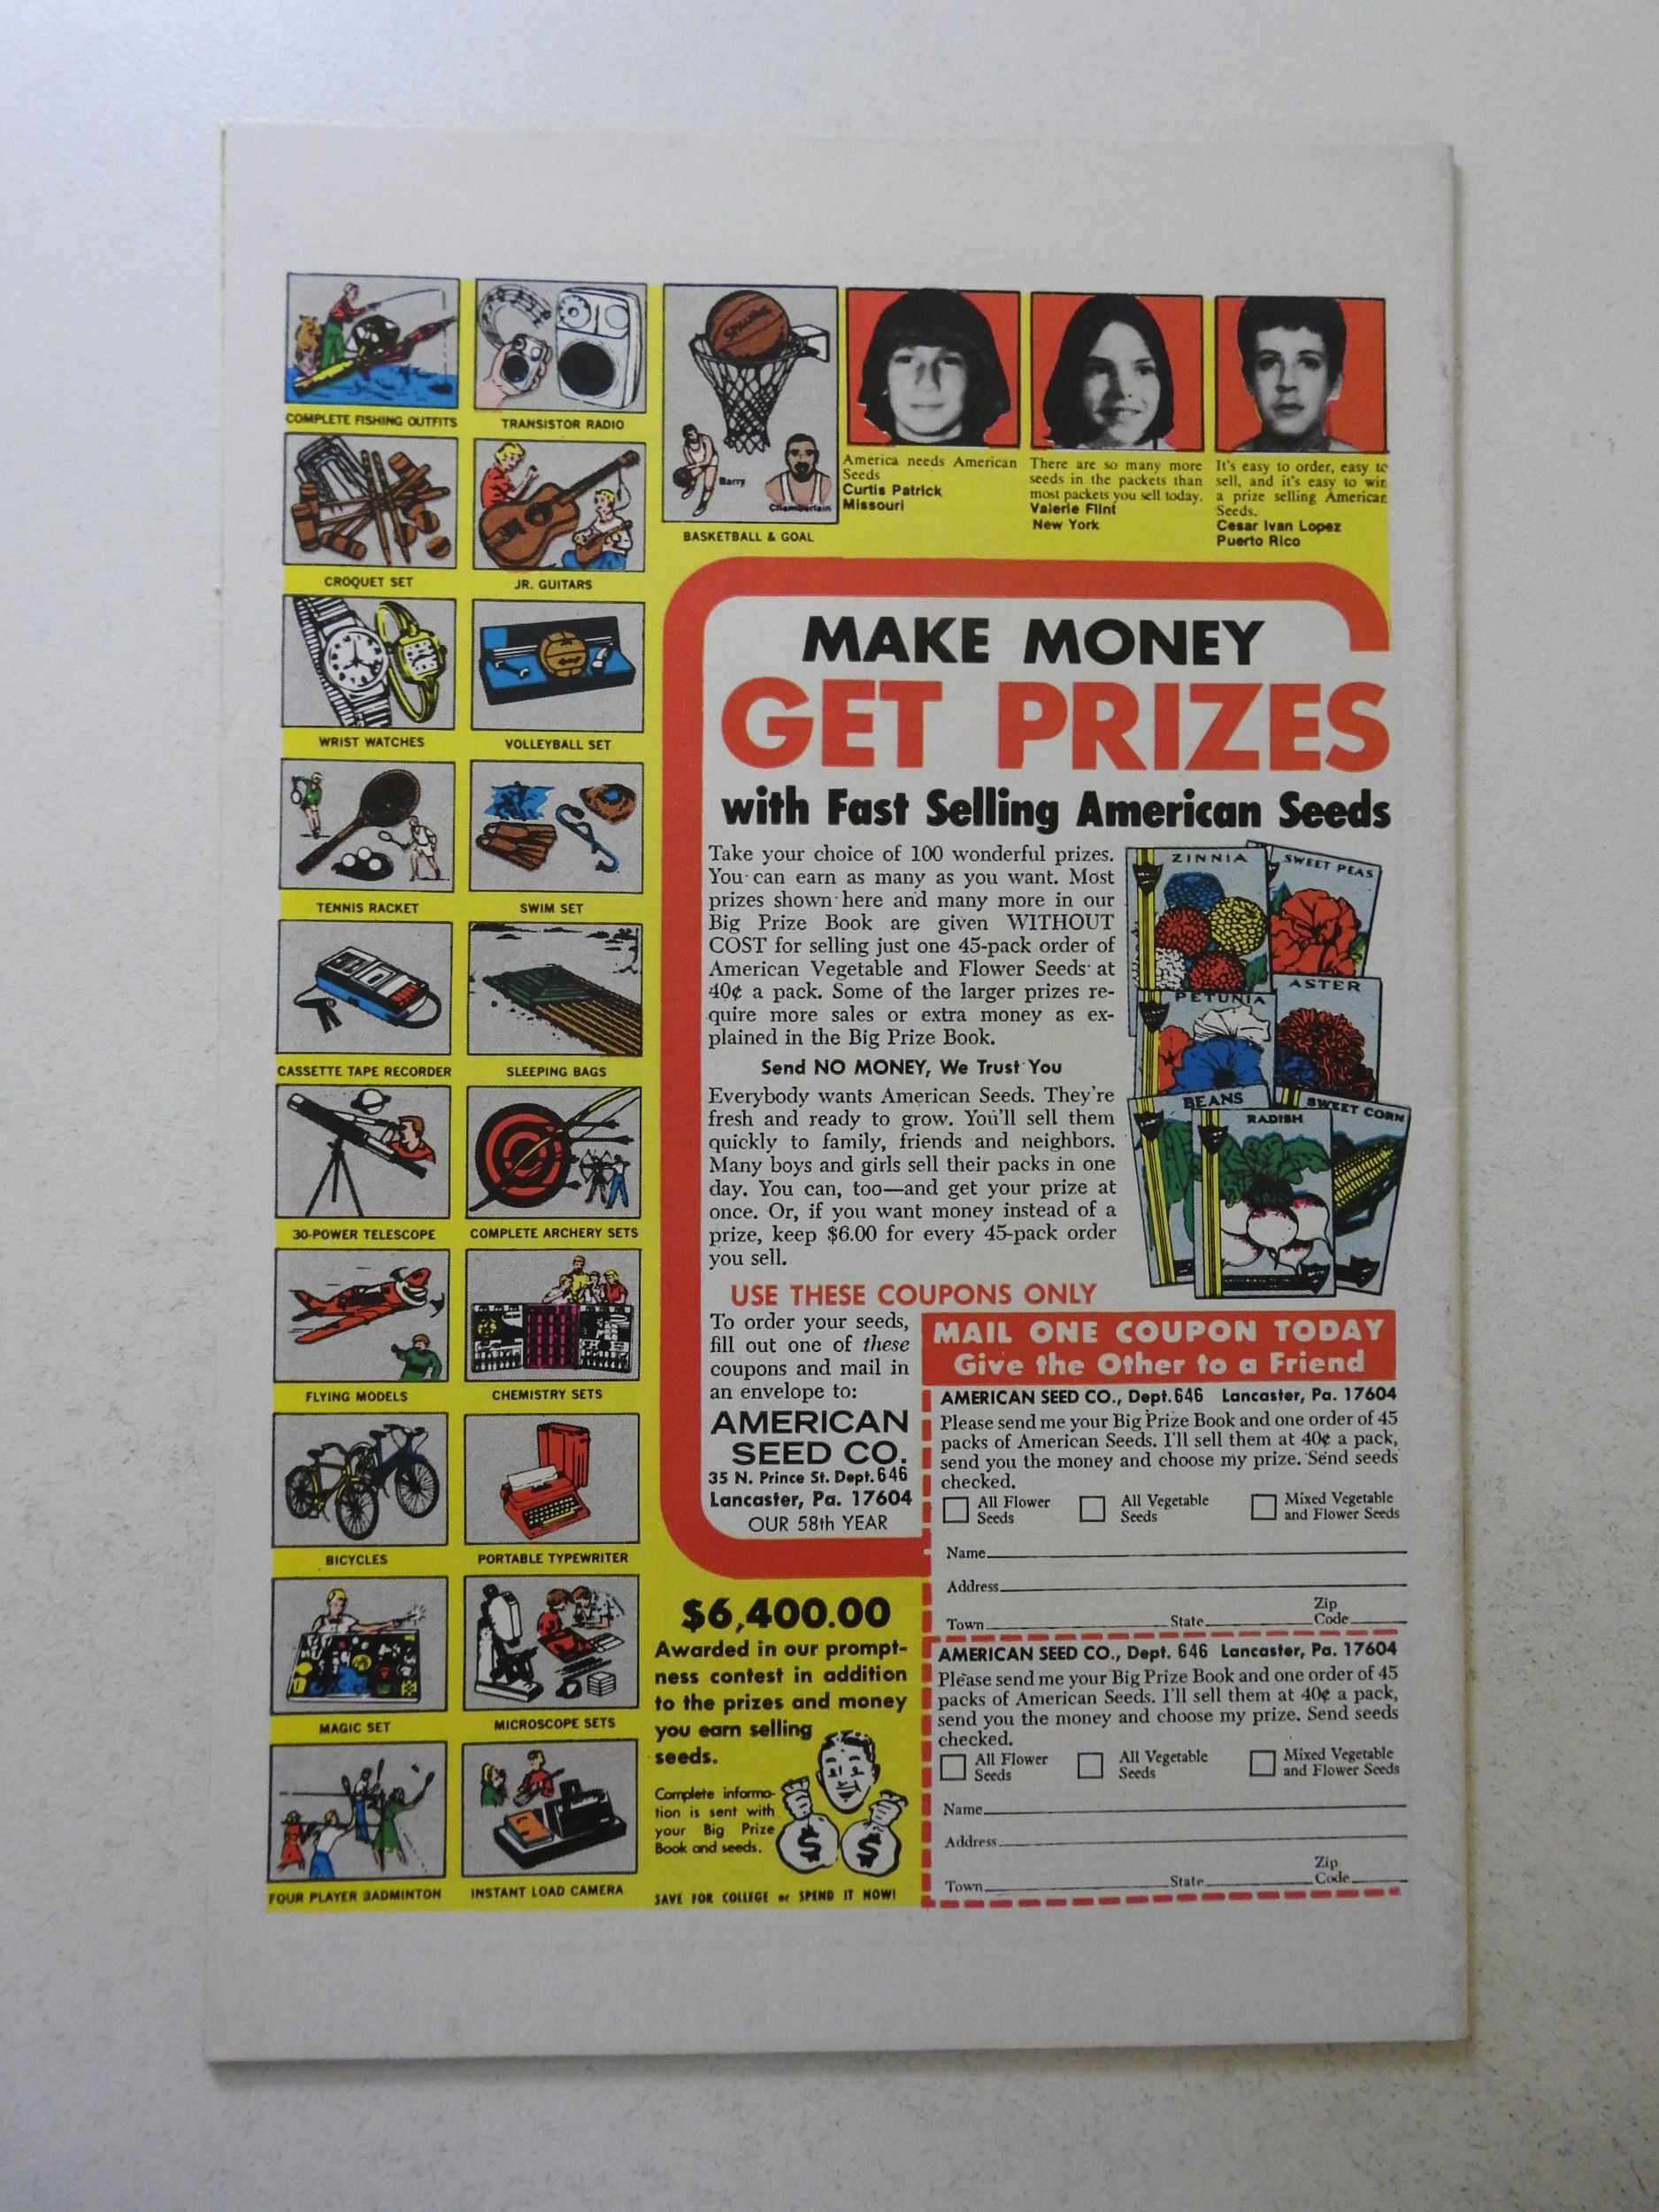 COMPLETE FISHING OUTFITS
TRANSISTOR RADIO
CROQUET SET
JR. GUITARS
WRIST WATCHES
VOLLEYBALL SET
TENNIS RACKET
SWIM SET
CASSETTE TAPE RECORDER
SLEEPING BAGS
30-POWER TELESCOPE
COMPLETE ARCHERY SETS
FLYING MODELS
CHEMISTRY SETS
BICYCLES
PORTABLE TYPEWRITER
MAGIC SET
MICROSCOPE SETS
FOUR PLAYER BADMINTON
INSTANT LOAD CAMERA
SPALDING
Barry
Chamberlain
BASKETBALL & GOAL
America needs American
Seeds
Curtis Patrick
Missouri
There are so many more
seeds in the packets than
most packets you sell today.
Valerie Flint
New York
It's easy to order, easy to
sell, and it's easy to win
a prize selling American
Seeds.
Cesar Ivan Lopez
Puerto Rico
MAKE MONEY
GET PRIZES
with Fast Selling American Seeds
Take your choice of 100 wonderful prizes.
You can earn as many as you want. Most
prizes shown here and many more in our
Big Prize Book are given WITHOUT
COST for selling just one 45-pack order of
American Vegetable and Flower Seeds at
40¢ a pack. Some of the larger prizes re-
quire more sales or extra money as ex-
plained in the Big Prize Book.
Send NO MONEY, We Trust You
Everybody wants American Seeds. They're
fresh and ready to grow. You'll sell them
quickly to family, friends and neighbors.
Many boys and girls sell their packs in one
day. You can, too—and get your prize at
once. Or, if you want money instead of a
prize, keep $6.00 for every 45-pack order
you sell.
ZINNIA
SWEET PEAS
PETUNIA
ASTER
BEANS
RADISH
SWEET CORN
USE THESE COUPONS ONLY
To order your seeds,
fill out one of these
coupons and mail in
an envelope to:
AMERICAN
SEED CO.
35 N. Prince St. Dept. 646
Lancaster, Pa. 17604
OUR 58th YEAR
$6,400.00
Awarded in our prompt-
ness contest in addition
to the prizes and money
you earn selling
seeds.
Complete informa-
tion is sent with
your Big Prize
Book and seeds.
$ $
SAVE FOR COLLEGE or SPEND IT NOW!
MAIL ONE COUPON TODAY
Give the Other to a Friend
AMERICAN SEED CO., Dept. 646 Lancaster, Pa. 17604
Please send me your Big Prize Book and one order of 45
packs of American Seeds. I'll sell them at 40¢ a pack,
send you the money and choose my prize. Send seeds
checked.
All Flower Seeds
All Vegetable Seeds
Mixed Vegetable and Flower Seeds
Name
Address
Town State Zip Code
AMERICAN SEED CO., Dept. 646 Lancaster, Pa. 17604
Please send me your Big Prize Book and one order of 45
packs of American Seeds. I'll sell them at 40¢ a pack,
send you the money and choose my prize. Send seeds
checked.
All Flower Seeds
All Vegetable Seeds
Mixed Vegetable and Flower Seeds
Name
Address
Town State Zip Code